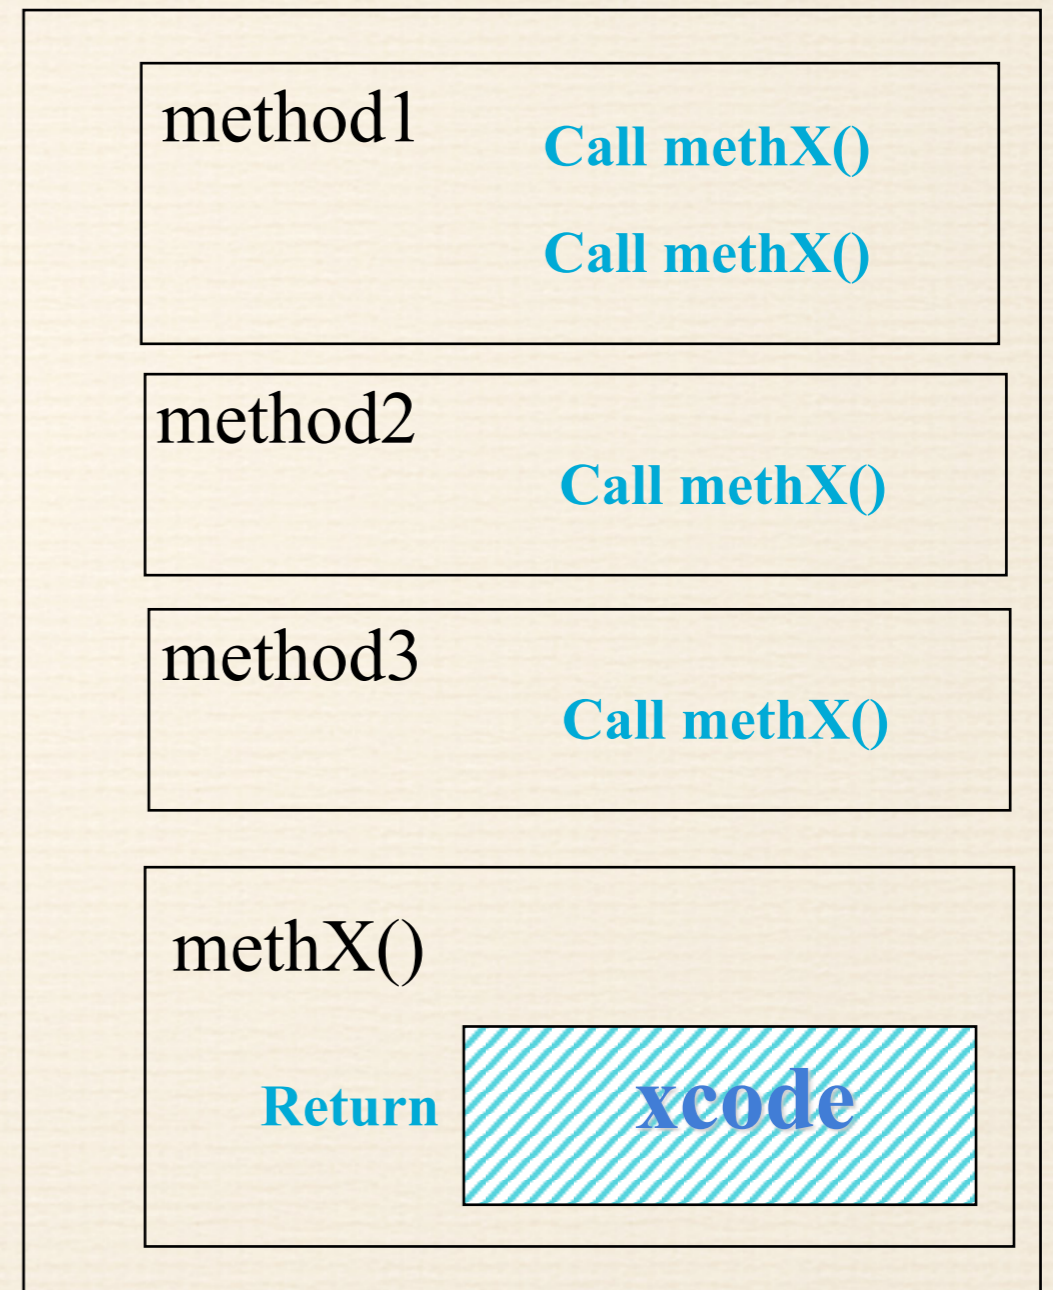 method1
Call methX()
Call methX()
method2
Call methX()
method3
Call methX()
methX()
Return
xcode